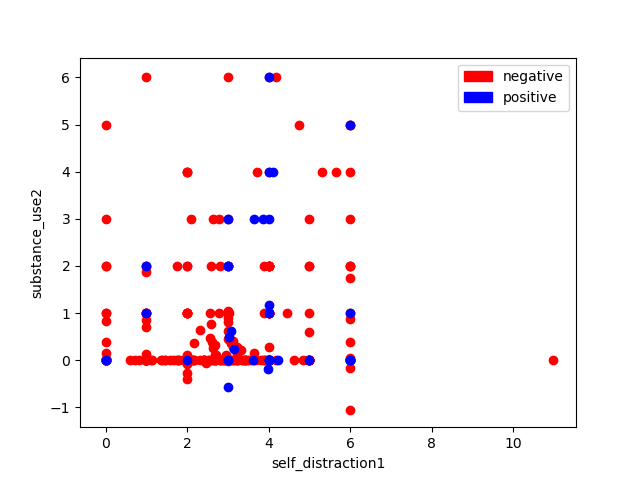 negative
positive
6
5
4
3
2
1
0
−1
substance_use2
0 2 4 6 8 10
self_distraction1